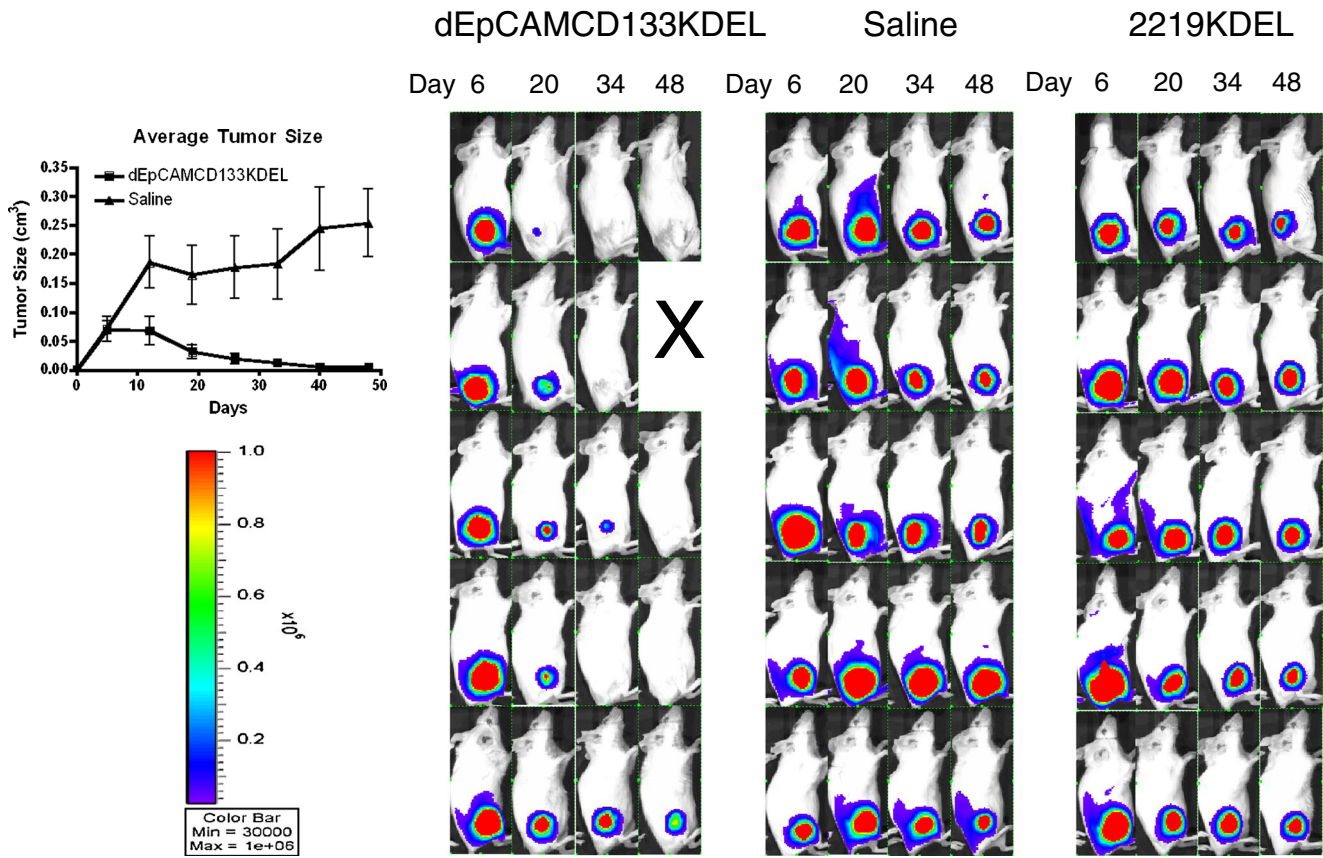 dEpCAMCD133KDEL Saline 2219KDEL
Day 6 20 34 48 Day 6 20 34 48 Day 6 20 34 48
Average Tumor Size
0.35
0.30
0.25
0.20
0.15
0.10
0.05
0.00
dEpCAMCD133KDEL
Saline
Tumor Size (cm³)
0 10 20 30 40 50
Days
X
1.0
0.8
0.6
0.4
0.2
x10⁶
Color Bar
Min = 30000
Max = 1e+06